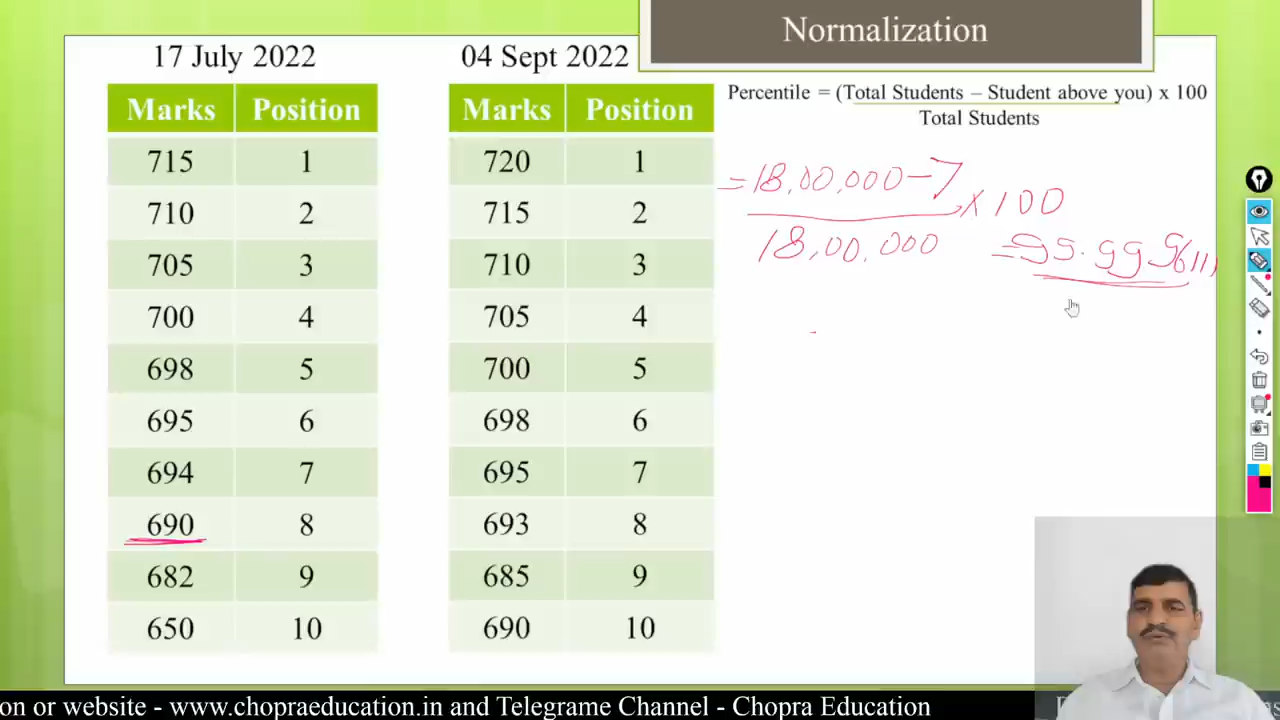 Normalization
17 July 2022
Marks Position
715 1
710 2
705 3
700 4
698 5
695 6
694 7
690 8
682 9
650 10
04 Sept 2022
Marks Position
720 1
715 2
710 3
705 4
700 5
698 6
695 7
693 8
685 9
690 10
Percentile = (Total Students – Student above you) x 100
Total Students
= 18,00,000 - 7
x 100
18,00,000
= 99.9996111
on or website - www.chopraeducation.in and Telegrame Channel - Chopra Education